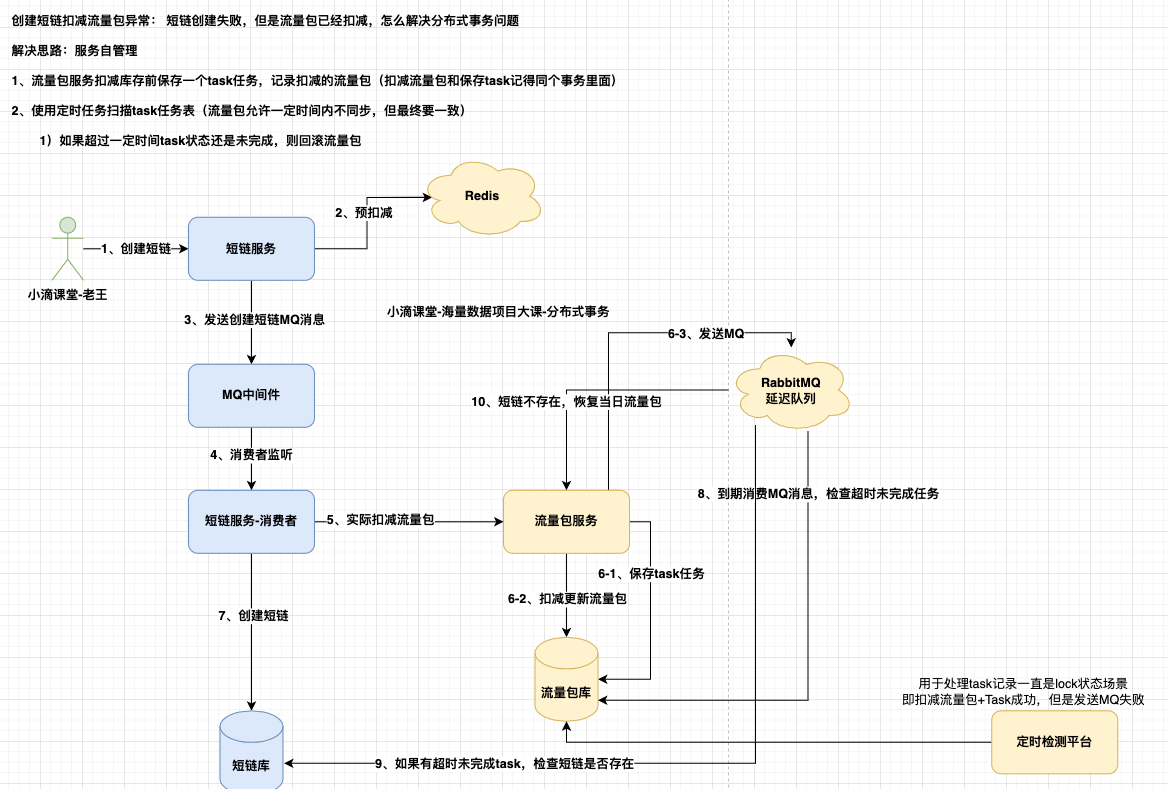 创建短链扣减流量包异常： 短链创建失败，但是流量包已经扣减，怎么解决分布式事务问题
解决思路：服务自管理
1、流量包服务扣减库存前保存一个task任务，记录扣减的流量包（扣减流量包和保存task记得同个事务里面）
2、使用定时任务扫描task任务表（流量包允许一定时间内不同步，但最终要一致）
1）如果超过一定时间task状态还是未完成，则回滚流量包
Redis
2、预扣减
1、创建短链
短链服务
小滴课堂-老王
小滴课堂-海量数据项目大课-分布式事务
3、发送创建短链MQ消息
6-3、发送MQ
RabbitMQ
延迟队列
MQ中间件
10、短链不存在，恢复当日流量包
4、消费者监听
8、到期消费MQ消息，检查超时未完成任务
短链服务-消费者
5、实际扣减流量包
流量包服务
6-1、保存task任务
6-2、扣减更新流量包
7、创建短链
流量包库
用于处理task记录一直是lock状态场景
即扣减流量包+Task成功，但是发送MQ失败
定时检测平台
短链库
9、如果有超时未完成task，检查短链是否存在